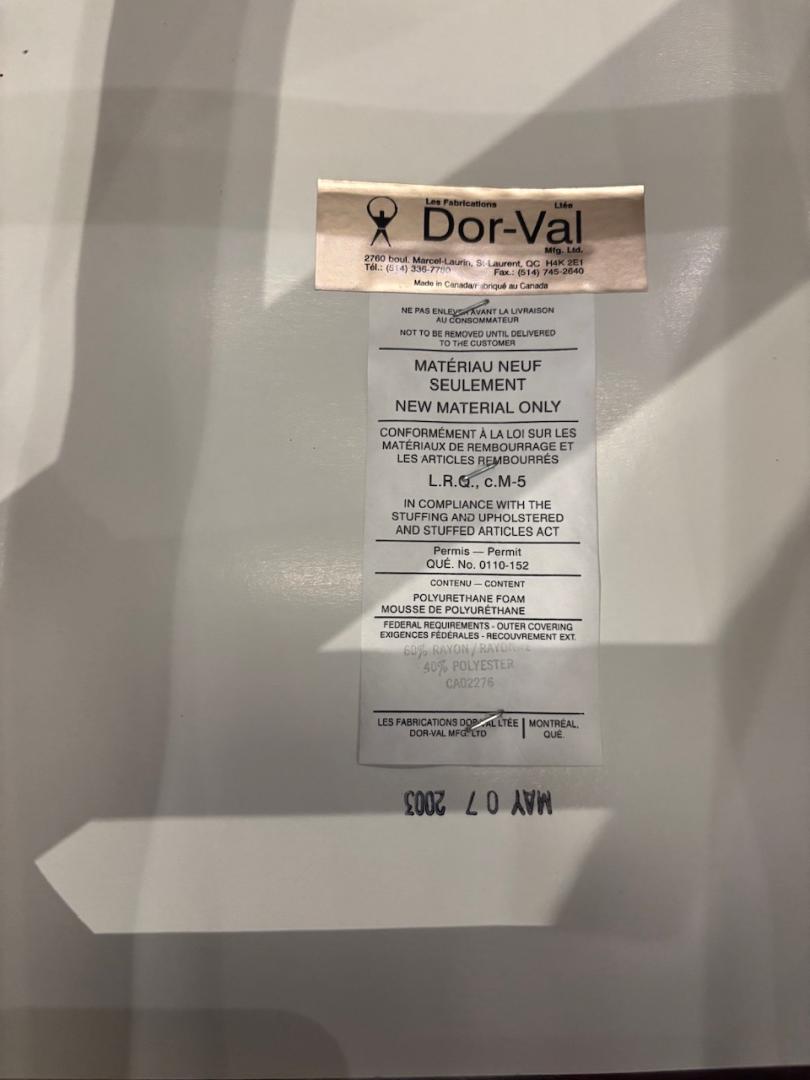 Les Fabrications Ltée
Dor-Val
Mfg. Ltd.
2760 boul. Marcel-Laurin, St-Laurent, QC H4K 2E1
Tél.: (514) 336-7780 Fax.: (514) 745-2640
Made in Canada/Fabriqué au Canada
NE PAS ENLEVER AVANT LA LIVRAISON
AU CONSOMMATEUR
NOT TO BE REMOVED UNTIL DELIVERED
TO THE CUSTOMER
MATÉRIAU NEUF
SEULEMENT
NEW MATERIAL ONLY
CONFORMÉMENT À LA LOI SUR LES
MATÉRIAUX DE REMBOURRAGE ET
LES ARTICLES REMBOURRÉS
L.R.Q., c.M-5
IN COMPLIANCE WITH THE
STUFFING AND UPHOLSTERED
AND STUFFED ARTICLES ACT
Permis — Permit
QUÉ. No. 0110-152
CONTENU — CONTENT
POLYURETHANE FOAM
MOUSSE DE POLYURÉTHANE
FEDERAL REQUIREMENTS - OUTER COVERING
EXIGENCES FÉDÉRALES - RECOUVREMENT EXT.
60% RAYON / RAYONNE
40% POLYESTER
CA02276
LES FABRICATIONS DOR-VAL LTÉE | MONTRÉAL,
DOR-VAL MFG. LTD | QUÉ.
MAY 07 2003